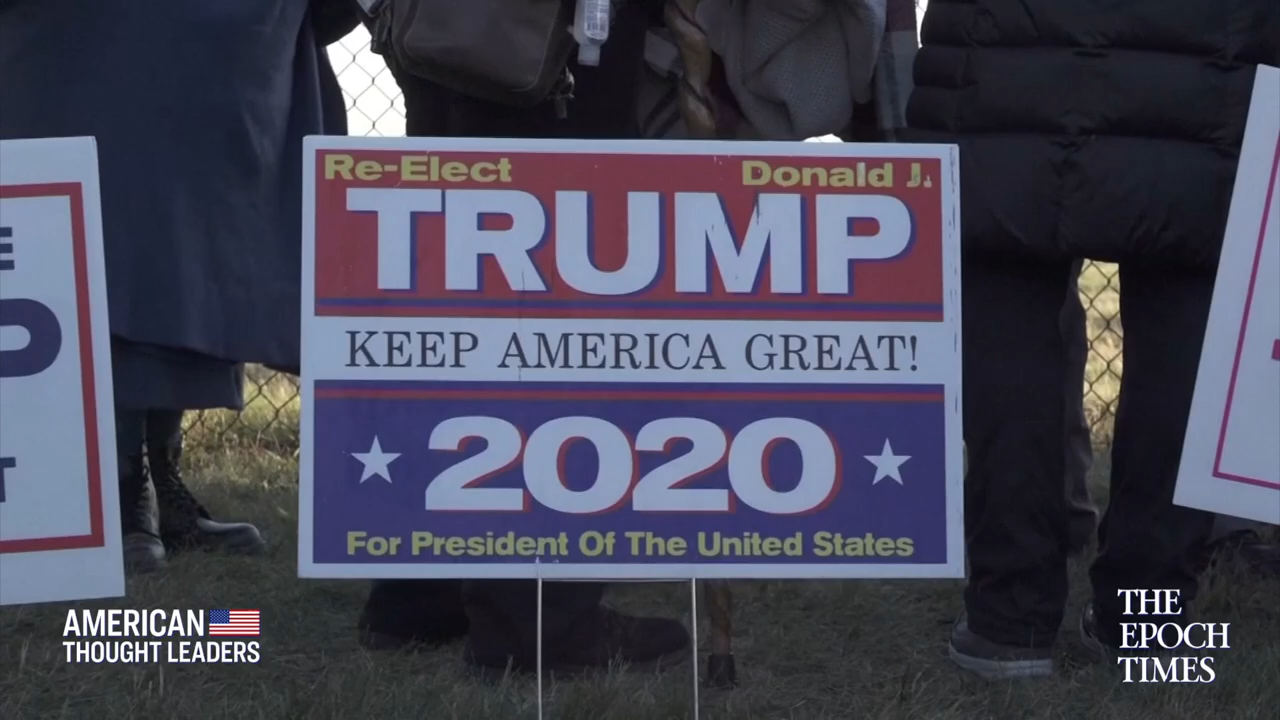 Re-Elect Donald J.
TRUMP
KEEP AMERICA GREAT!
2020
For President Of The United States
AMERICAN
THOUGHT LEADERS
THE
EPOCH
TIMES